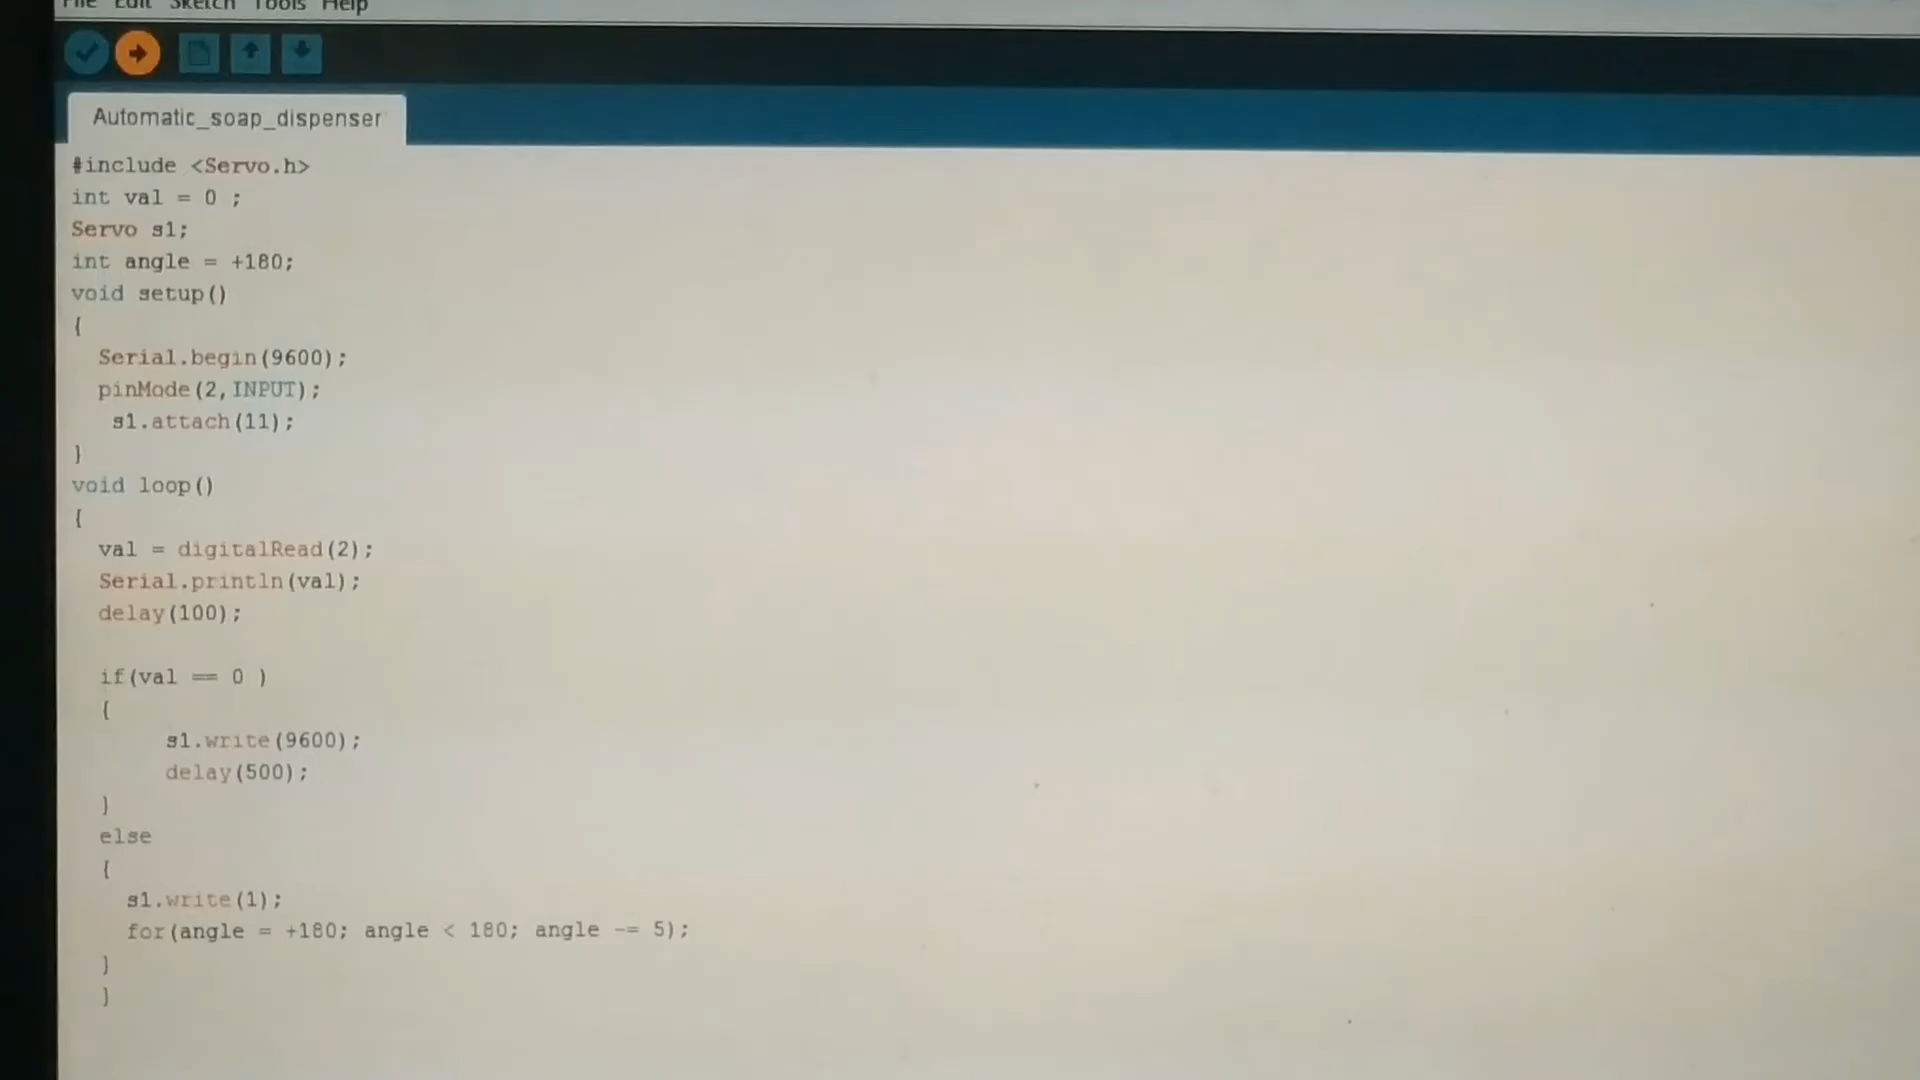 File Edit Sketch Tools Help
Automatic_soap_dispenser
#include <Servo.h>
int val = 0 ;
Servo s1;
int angle = +180;
void setup()
{
  Serial.begin(9600);
  pinMode(2,INPUT);
   s1.attach(11);
}
void loop()
{
  val = digitalRead(2);
  Serial.println(val);
  delay(100);

  if(val == 0 )
  {
       s1.write(9600);
       delay(500);
  }
  else
  {
    s1.write(1);
    for(angle = +180; angle < 180; angle -= 5);
  }
  }